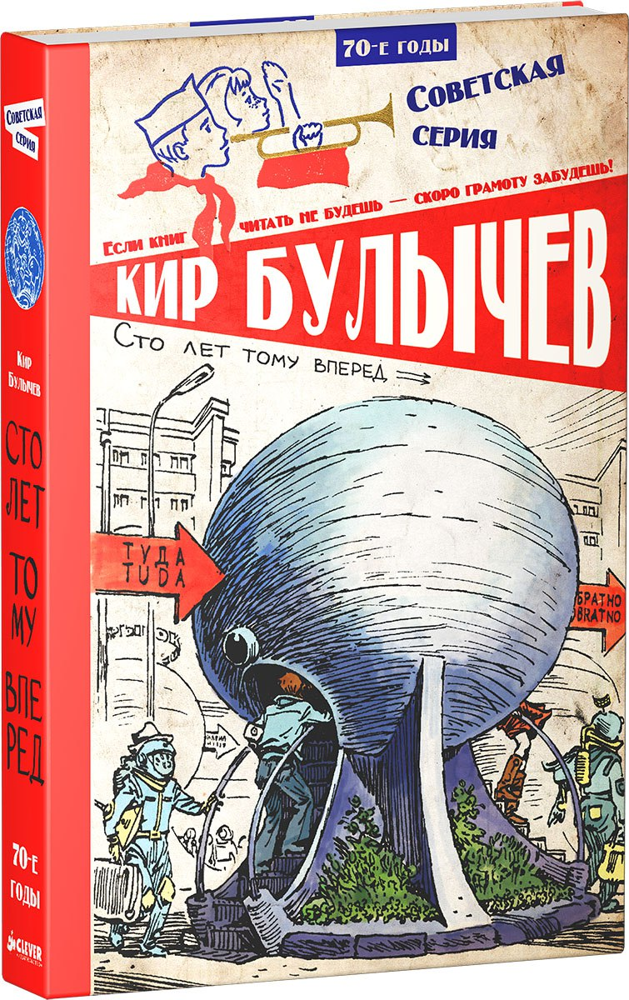 70-е годы
Советская
серия
Если книг читать не будешь — скоро грамоту забудешь!
Кир Булычев
Сто лет тому вперед
ТУДА
TUDA
БРАТНО
OBRATNO
Советская
серия
Кир
Булычев
СТО
ЛЕТ
ТО
МУ
ВПЕ
РЕД
70-е
годы
CLEVER